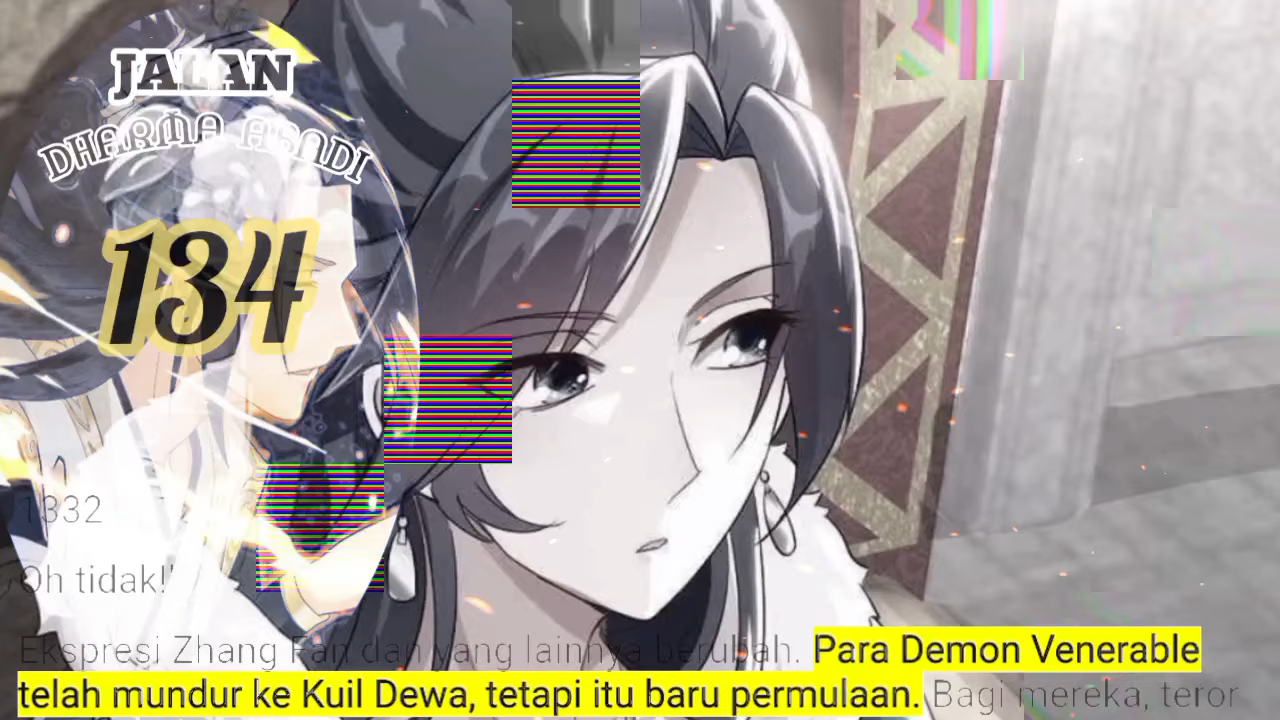 JALAN
DHARMA ABADI
134
1332
Oh tidak!"
Ekspresi Zhang Fan dan yang lainnya berubah. Para Demon Venerable
telah mundur ke Kuil Dewa, tetapi itu baru permulaan. Bagi mereka, teror